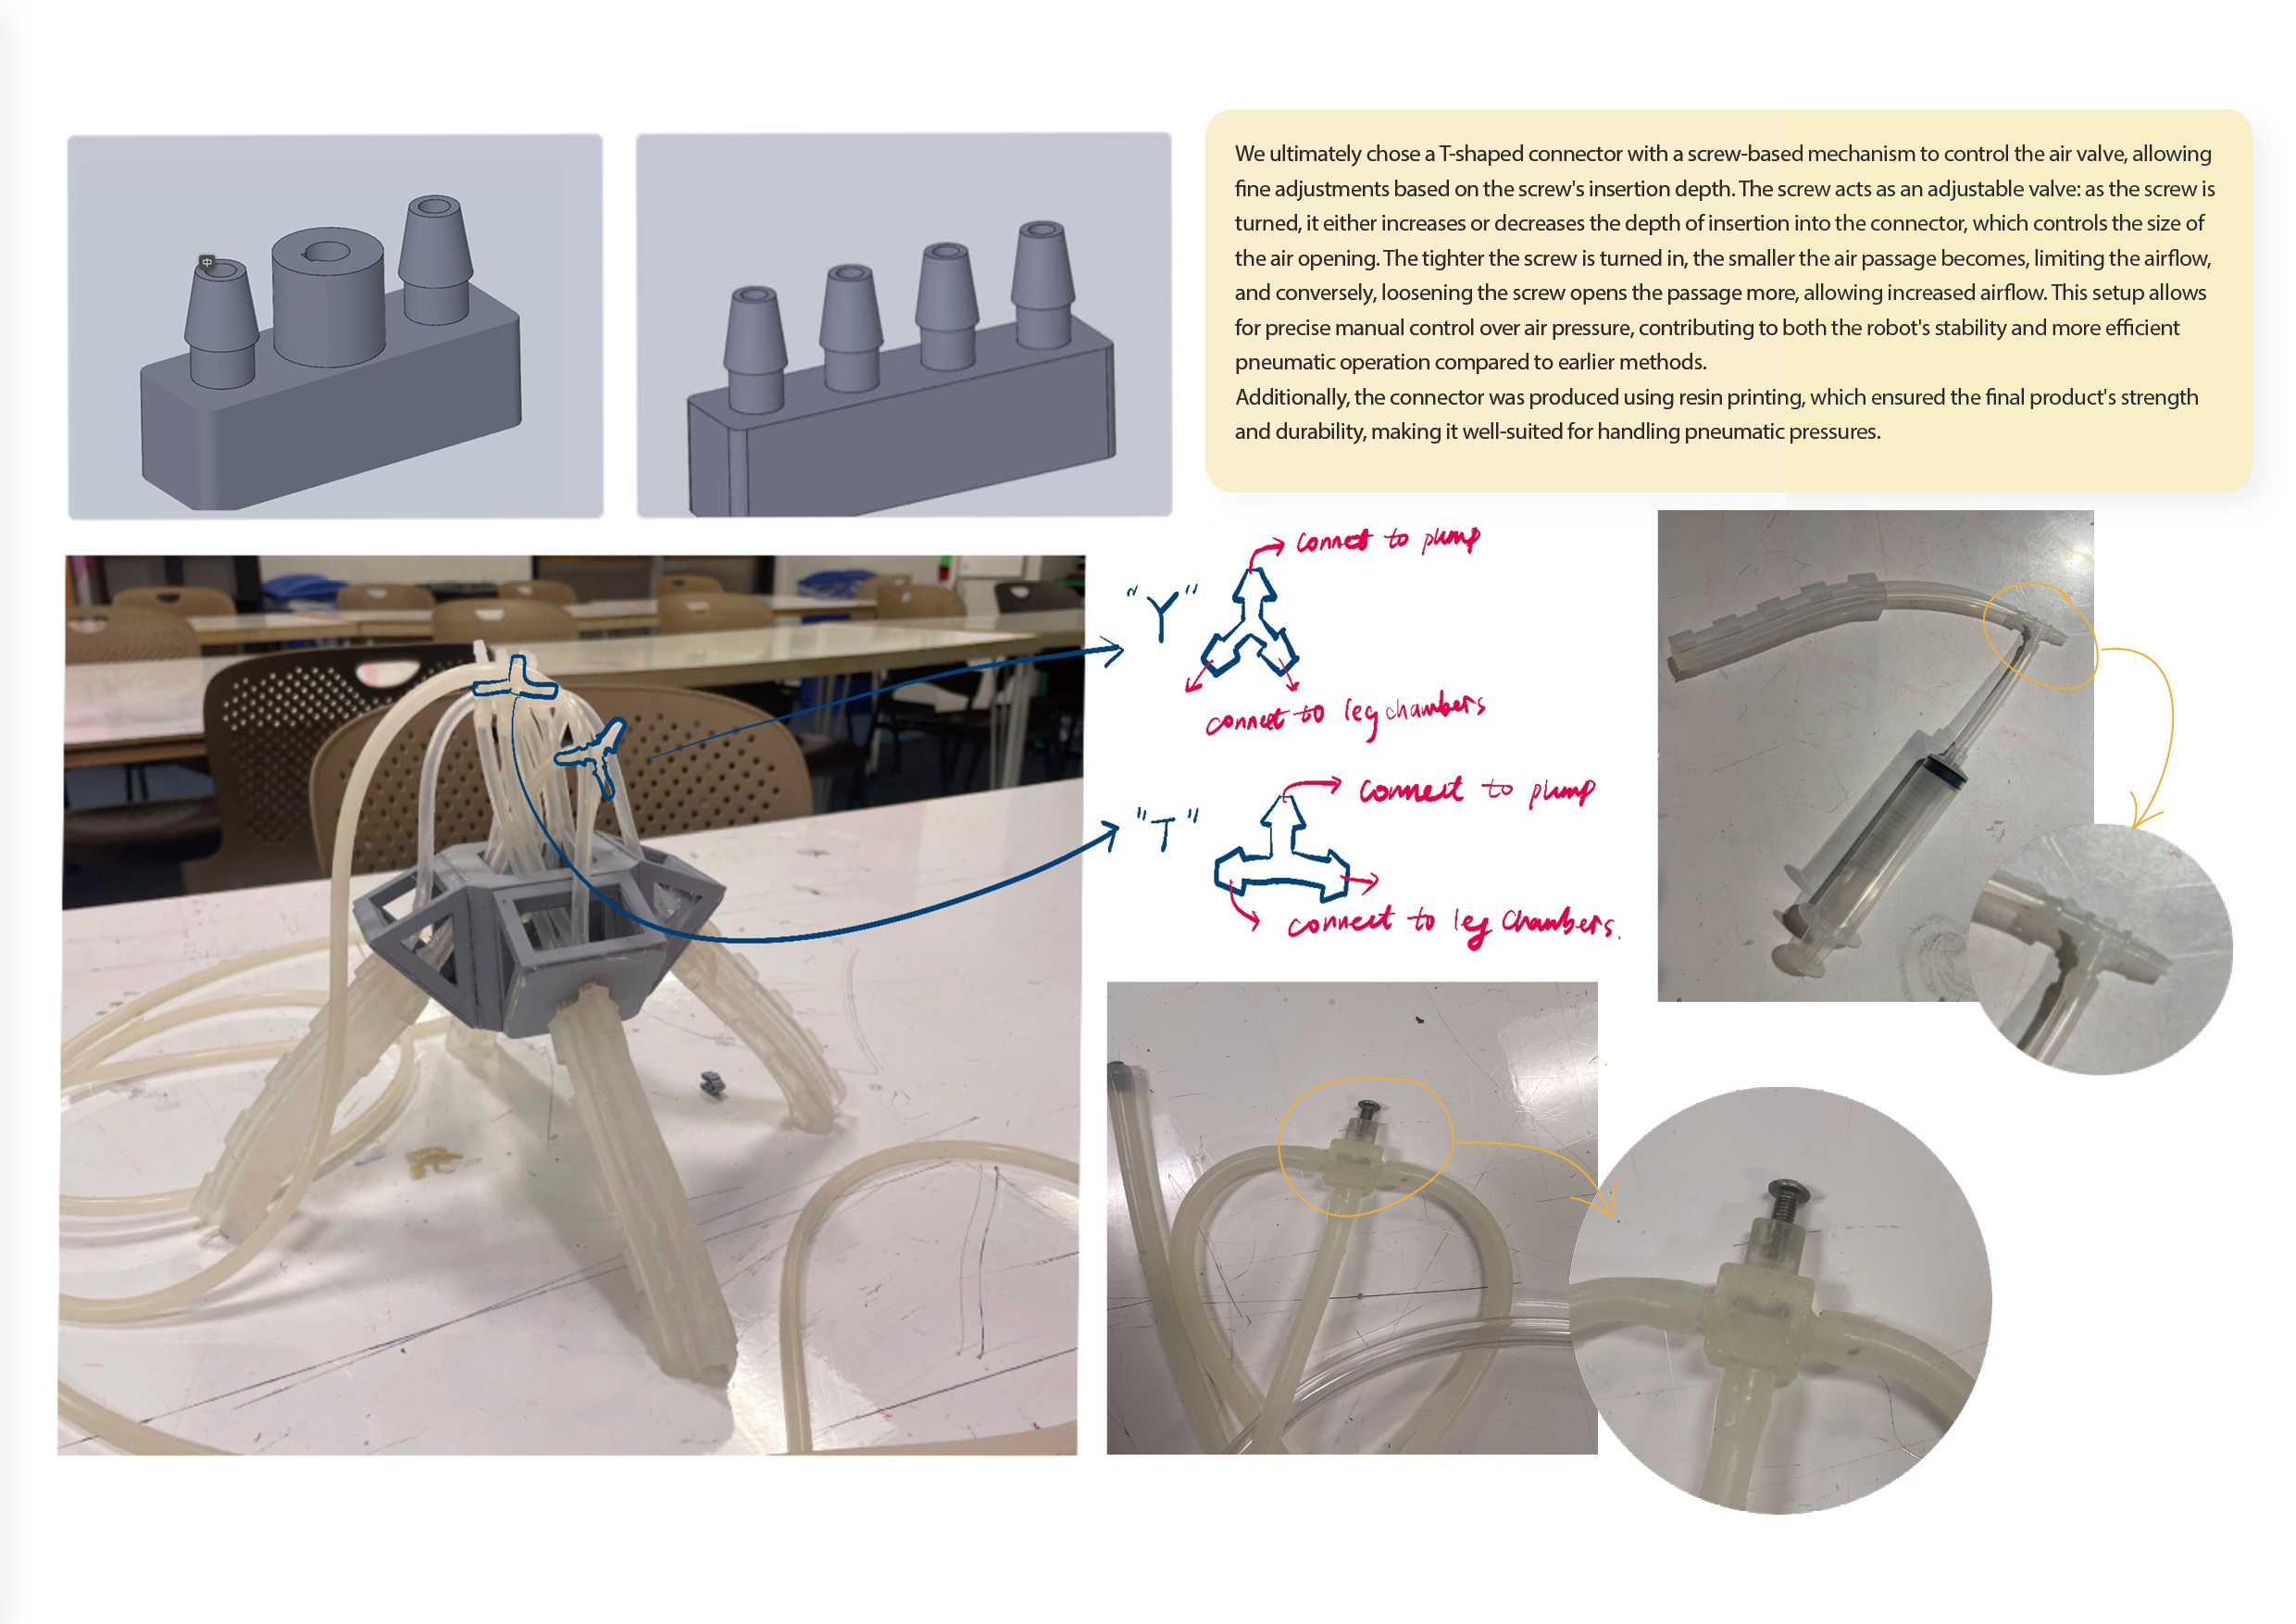 We ultimately chose a T-shaped connector with a screw-based mechanism to control the air valve, allowing
fine adjustments based on the screw's insertion depth. The screw acts as an adjustable valve: as the screw is
turned, it either increases or decreases the depth of insertion into the connector, which controls the size of
the air opening. The tighter the screw is turned in, the smaller the air passage becomes, limiting the airflow,
and conversely, loosening the screw opens the passage more, allowing increased airflow. This setup allows
for precise manual control over air pressure, contributing to both the robot's stability and more efficient
pneumatic operation compared to earlier methods.
Additionally, the connector was produced using resin printing, which ensured the final product's strength
and durability, making it well-suited for handling pneumatic pressures.
中
connet to pump
"Y"
connect to leg chambers
connect to pump
"T"
connect to leg chambers.